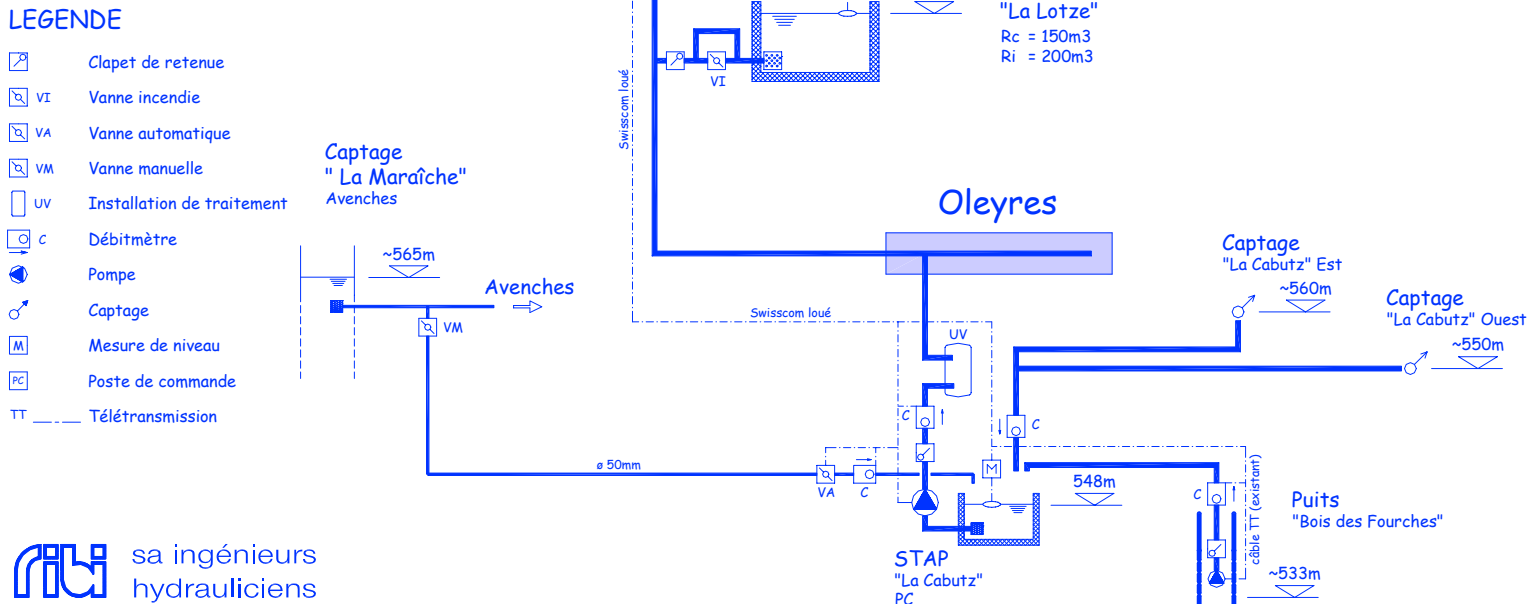 LEGENDE
Clapet de retenue
VI Vanne incendie
VA Vanne automatique
VM Vanne manuelle
UV Installation de traitement
C Débitmètre
Pompe
Captage
M Mesure de niveau
PC Poste de commande
TT Télétransmission
ribi
sa ingénieurs
hydrauliciens
Captage
" La Maraîche"
Avenches
~565m
Avenches
VM
ø 50mm
VA
C
Swisscom loué
VI
"La Lotze"
Rc = 150m3
Ri = 200m3
Oleyres
Swisscom loué
UV
C
M
548m
STAP
"La Cabutz"
PC
Captage
"La Cabutz" Est
~560m
Captage
"La Cabutz" Ouest
~550m
C
C
câble TT (existant)
Puits
"Bois des Fourches"
~533m